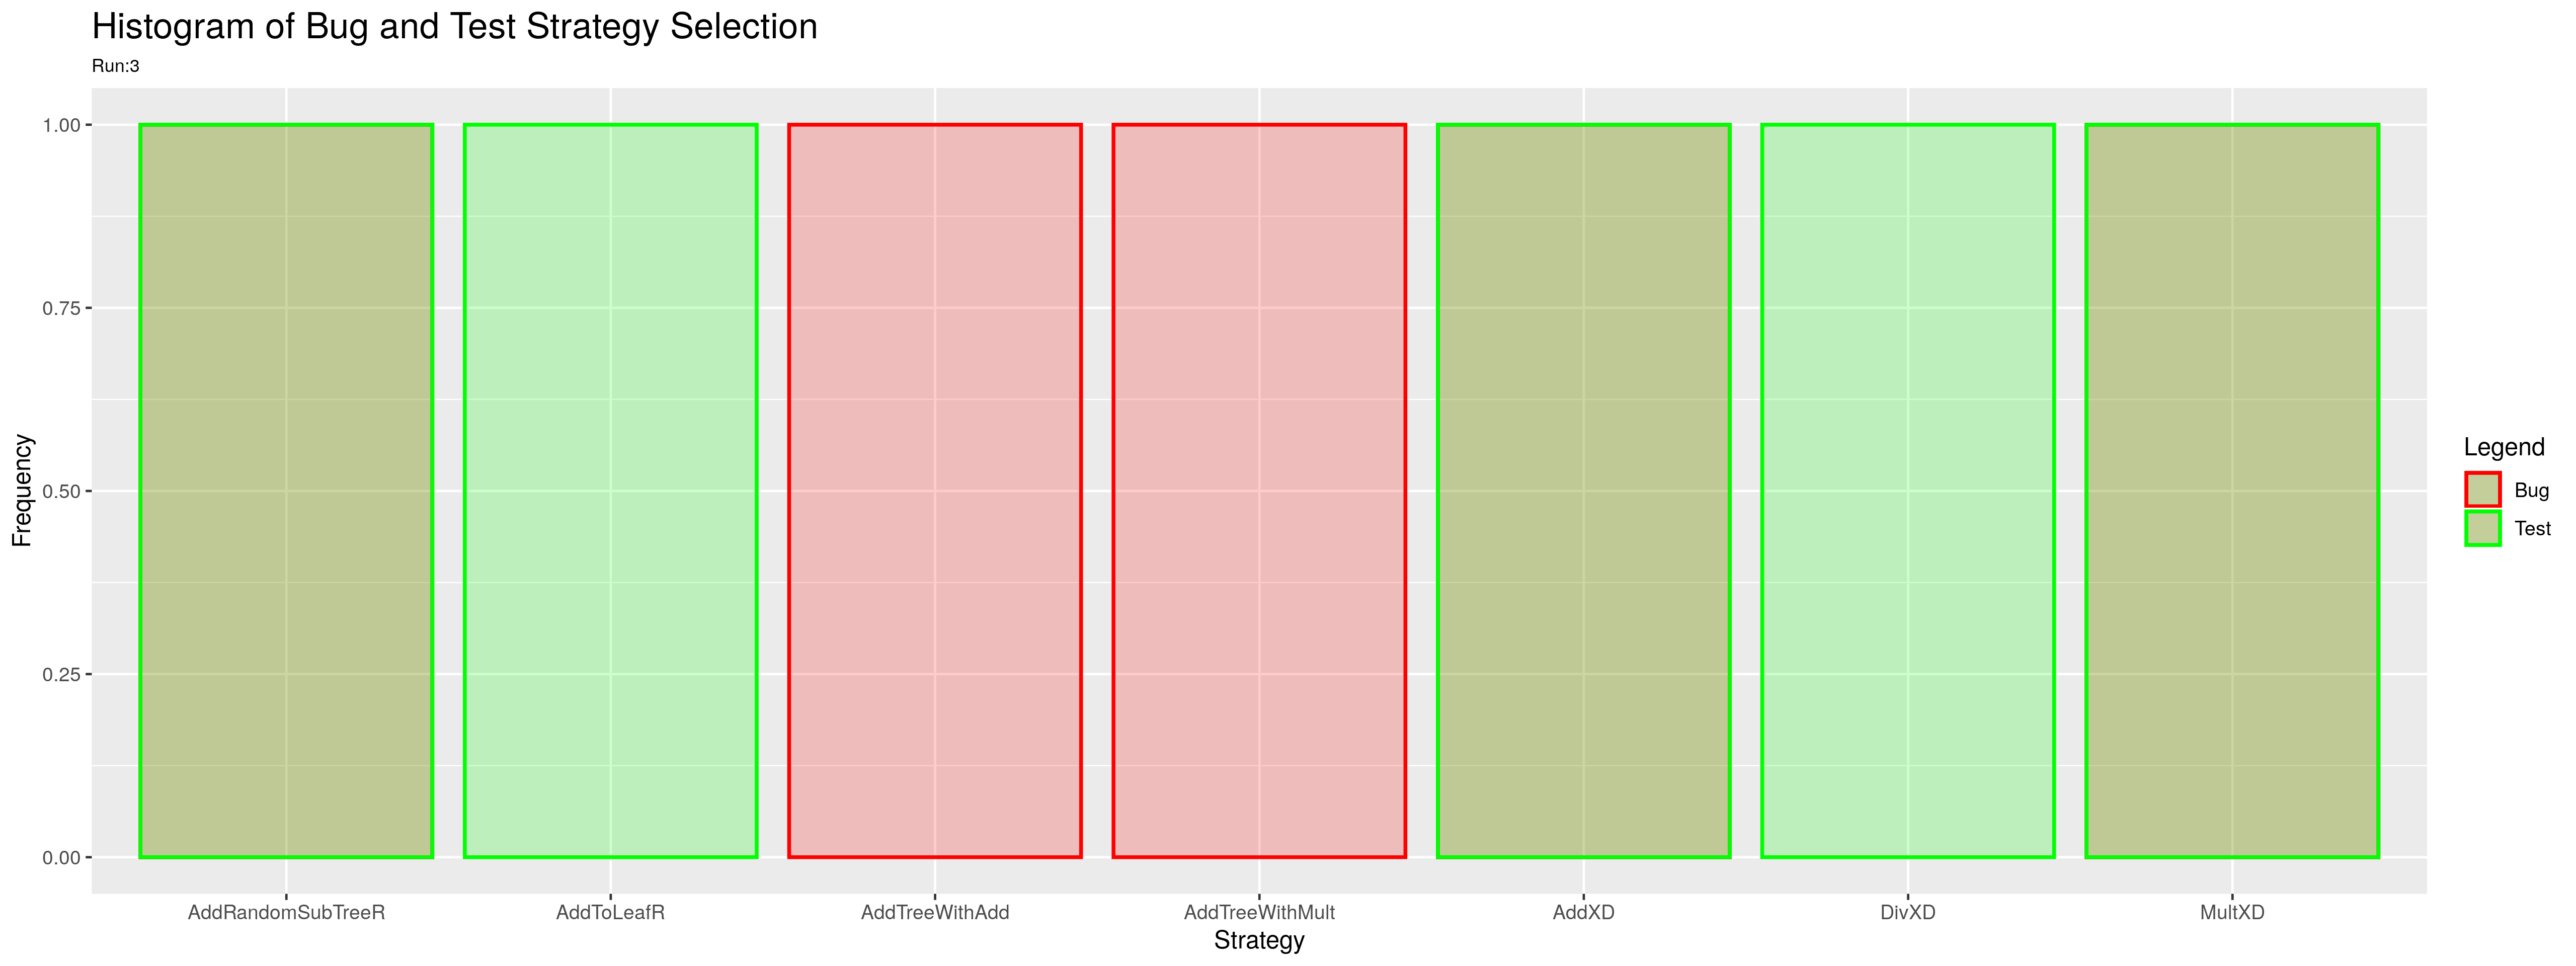 Histogram of Bug and Test Strategy Selection
Run:3
Frequency
1.00
0.75
0.50
0.25
0.00
AddRandomSubTreeR
AddToLeafR
AddTreeWithAdd
AddTreeWithMult
AddXD
DivXD
MultXD
Strategy
Legend
Bug
Test